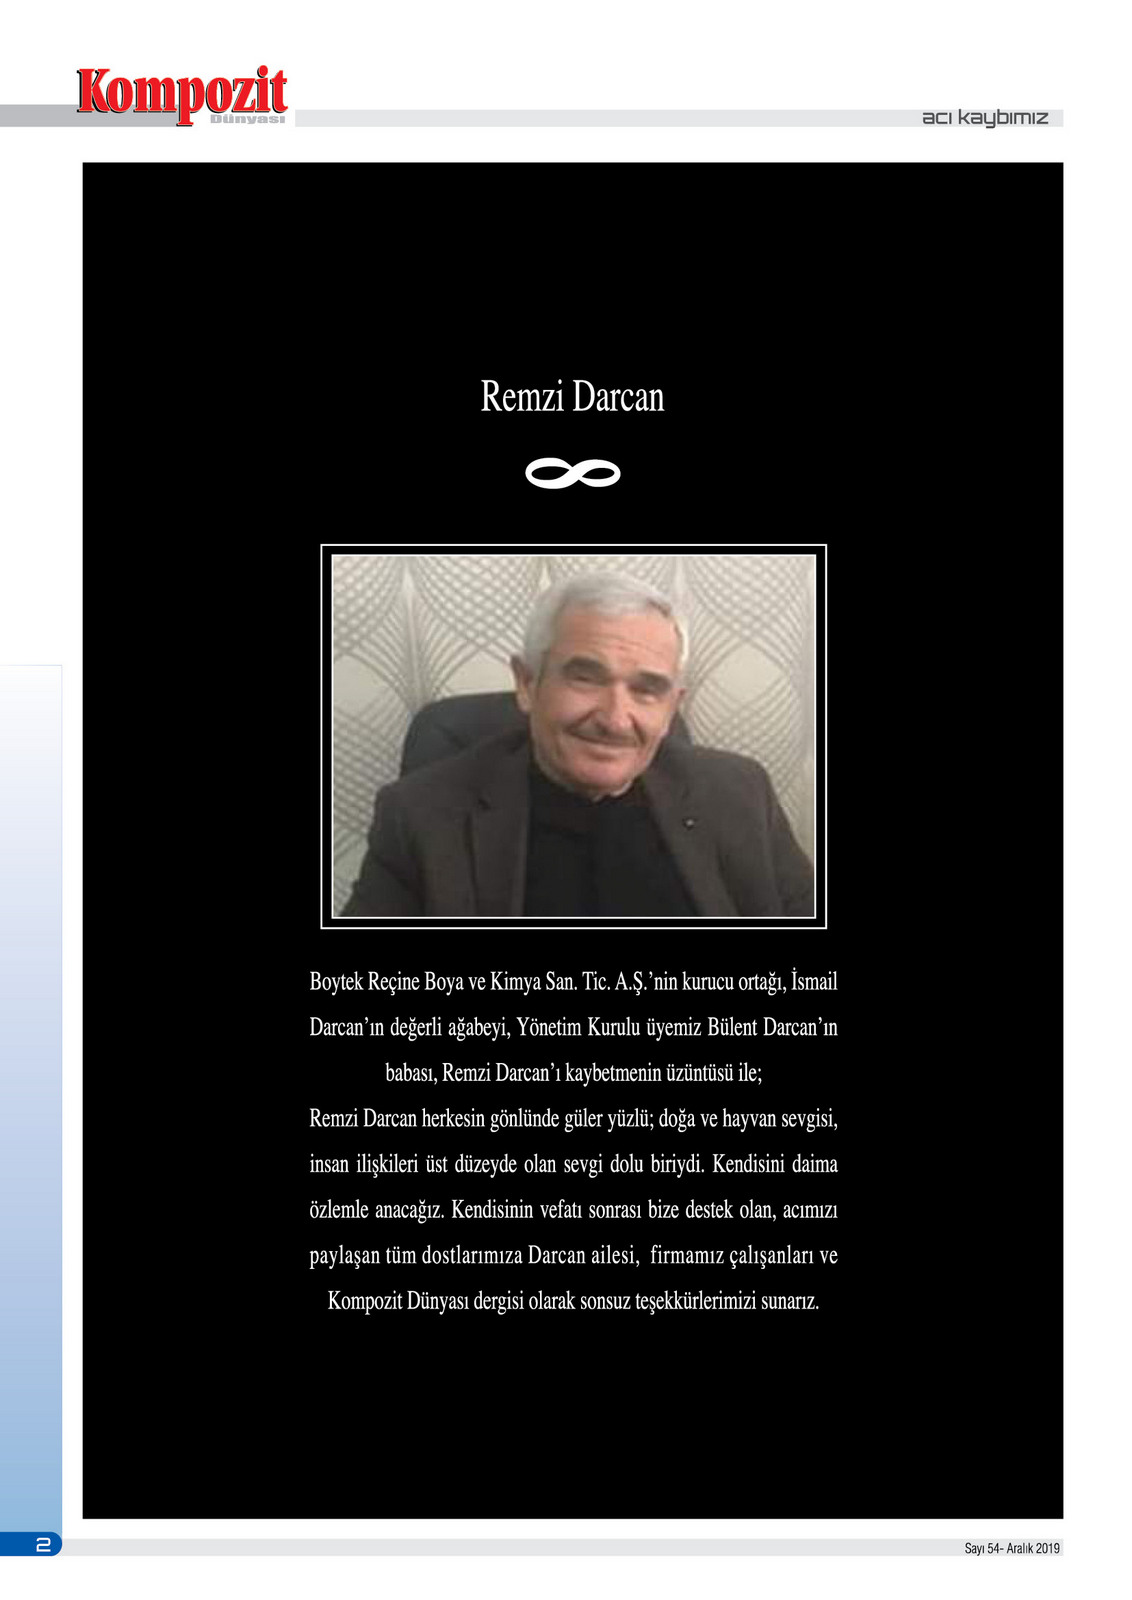 Kompozit
Dünyası
acı kaybımız
Remzi Darcan
Boytek Reçine Boya ve Kimya San. Tic. A.Ş.’nin kurucu ortağı, İsmail
Darcan’ın değerli ağabeyi, Yönetim Kurulu üyemiz Bülent Darcan’ın
babası, Remzi Darcan’ı kaybetmenin üzüntüsü ile;
Remzi Darcan herkesin gönlünde güler yüzlü; doğa ve hayvan sevgisi,
insan ilişkileri üst düzeyde olan sevgi dolu biriydi. Kendisini daima
özlemle anacağız. Kendisinin vefatı sonrası bize destek olan, acımızı
paylaşan tüm dostlarımıza Darcan ailesi, firmamız çalışanları ve
Kompozit Dünyası dergisi olarak sonsuz teşekkürlerimizi sunarız.
2
Sayı 54- Aralık 2019